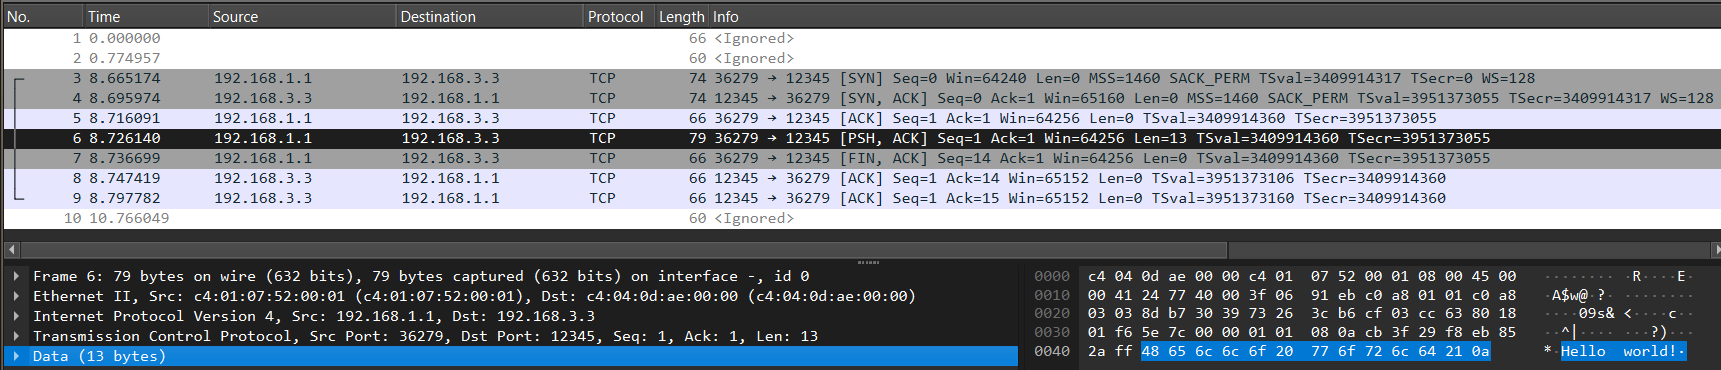 No. Time Source Destination Protocol Length Info
1 0.000000 66 <Ignored>
2 0.774957 60 <Ignored>
3 8.665174 192.168.1.1 192.168.3.3 TCP 74 36279 → 12345 [SYN] Seq=0 Win=64240 Len=0 MSS=1460 SACK_PERM TSval=3409914317 TSecr=0 WS=128
4 8.695974 192.168.3.3 192.168.1.1 TCP 74 12345 → 36279 [SYN, ACK] Seq=0 Ack=1 Win=65160 Len=0 MSS=1460 SACK_PERM TSval=3951373055 TSecr=3409914317 WS=128
5 8.716091 192.168.1.1 192.168.3.3 TCP 66 36279 → 12345 [ACK] Seq=1 Ack=1 Win=64256 Len=0 TSval=3409914360 TSecr=3951373055
6 8.726140 192.168.1.1 192.168.3.3 TCP 79 36279 → 12345 [PSH, ACK] Seq=1 Ack=1 Win=64256 Len=13 TSval=3409914360 TSecr=3951373055
7 8.736699 192.168.1.1 192.168.3.3 TCP 66 36279 → 12345 [FIN, ACK] Seq=14 Ack=1 Win=64256 Len=0 TSval=3409914360 TSecr=3951373055
8 8.747419 192.168.3.3 192.168.1.1 TCP 66 12345 → 36279 [ACK] Seq=1 Ack=14 Win=65152 Len=0 TSval=3951373106 TSecr=3409914360
9 8.797782 192.168.3.3 192.168.1.1 TCP 66 12345 → 36279 [ACK] Seq=1 Ack=15 Win=65152 Len=0 TSval=3951373160 TSecr=3409914360
10 10.766049 60 <Ignored>
Frame 6: 79 bytes on wire (632 bits), 79 bytes captured (632 bits) on interface -, id 0
Ethernet II, Src: c4:01:07:52:00:01 (c4:01:07:52:00:01), Dst: c4:04:0d:ae:00:00 (c4:04:0d:ae:00:00)
Internet Protocol Version 4, Src: 192.168.1.1, Dst: 192.168.3.3
Transmission Control Protocol, Src Port: 36279, Dst Port: 12345, Seq: 1, Ack: 1, Len: 13
Data (13 bytes)
0000 c4 04 0d ae 00 00 c4 01 07 52 00 01 08 00 45 00 ········ ·R····E·
0010 00 41 24 77 40 00 3f 06 91 eb c0 a8 01 01 c0 a8 ·A$w@·?· ········
0020 03 03 8d b7 30 39 73 26 3c b6 cf 03 cc 63 80 18 ····09s& <····c··
0030 01 f6 5e 7c 00 00 01 01 08 0a cb 3f 29 f8 eb 85 ··^|···· ···?)···
0040 2a ff 48 65 6c 6c 6f 20 77 6f 72 6c 64 21 0a *·Hello world!·